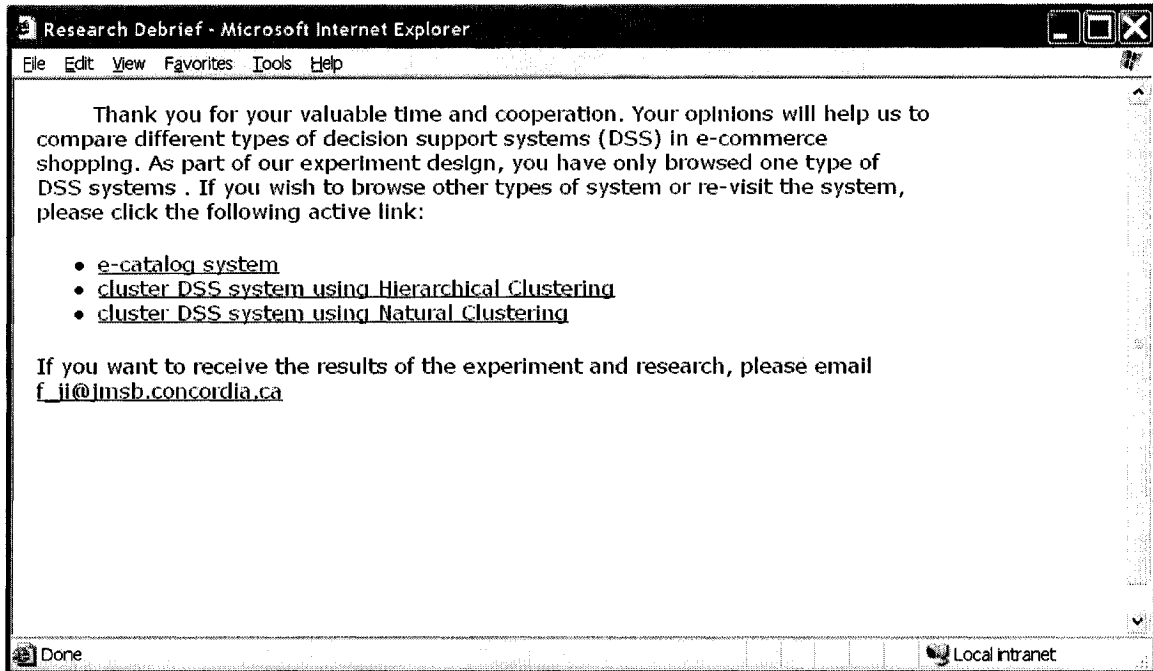 Research Debrief - Microsoft Internet Explorer
File Edit View Favorites Tools Help
Thank you for your valuable time and cooperation. Your opinions will help us to
compare different types of decision support systems (DSS) in e-commerce
shopping. As part of our experiment design, you have only browsed one type of
DSS systems . If you wish to browse other types of system or re-visit the system,
please click the following active link:
• e-catalog system
• cluster DSS system using Hierarchical Clustering
• cluster DSS system using Natural Clustering
If you want to receive the results of the experiment and research, please email
f_ji@jmsb.concordia.ca
Done
Local intranet